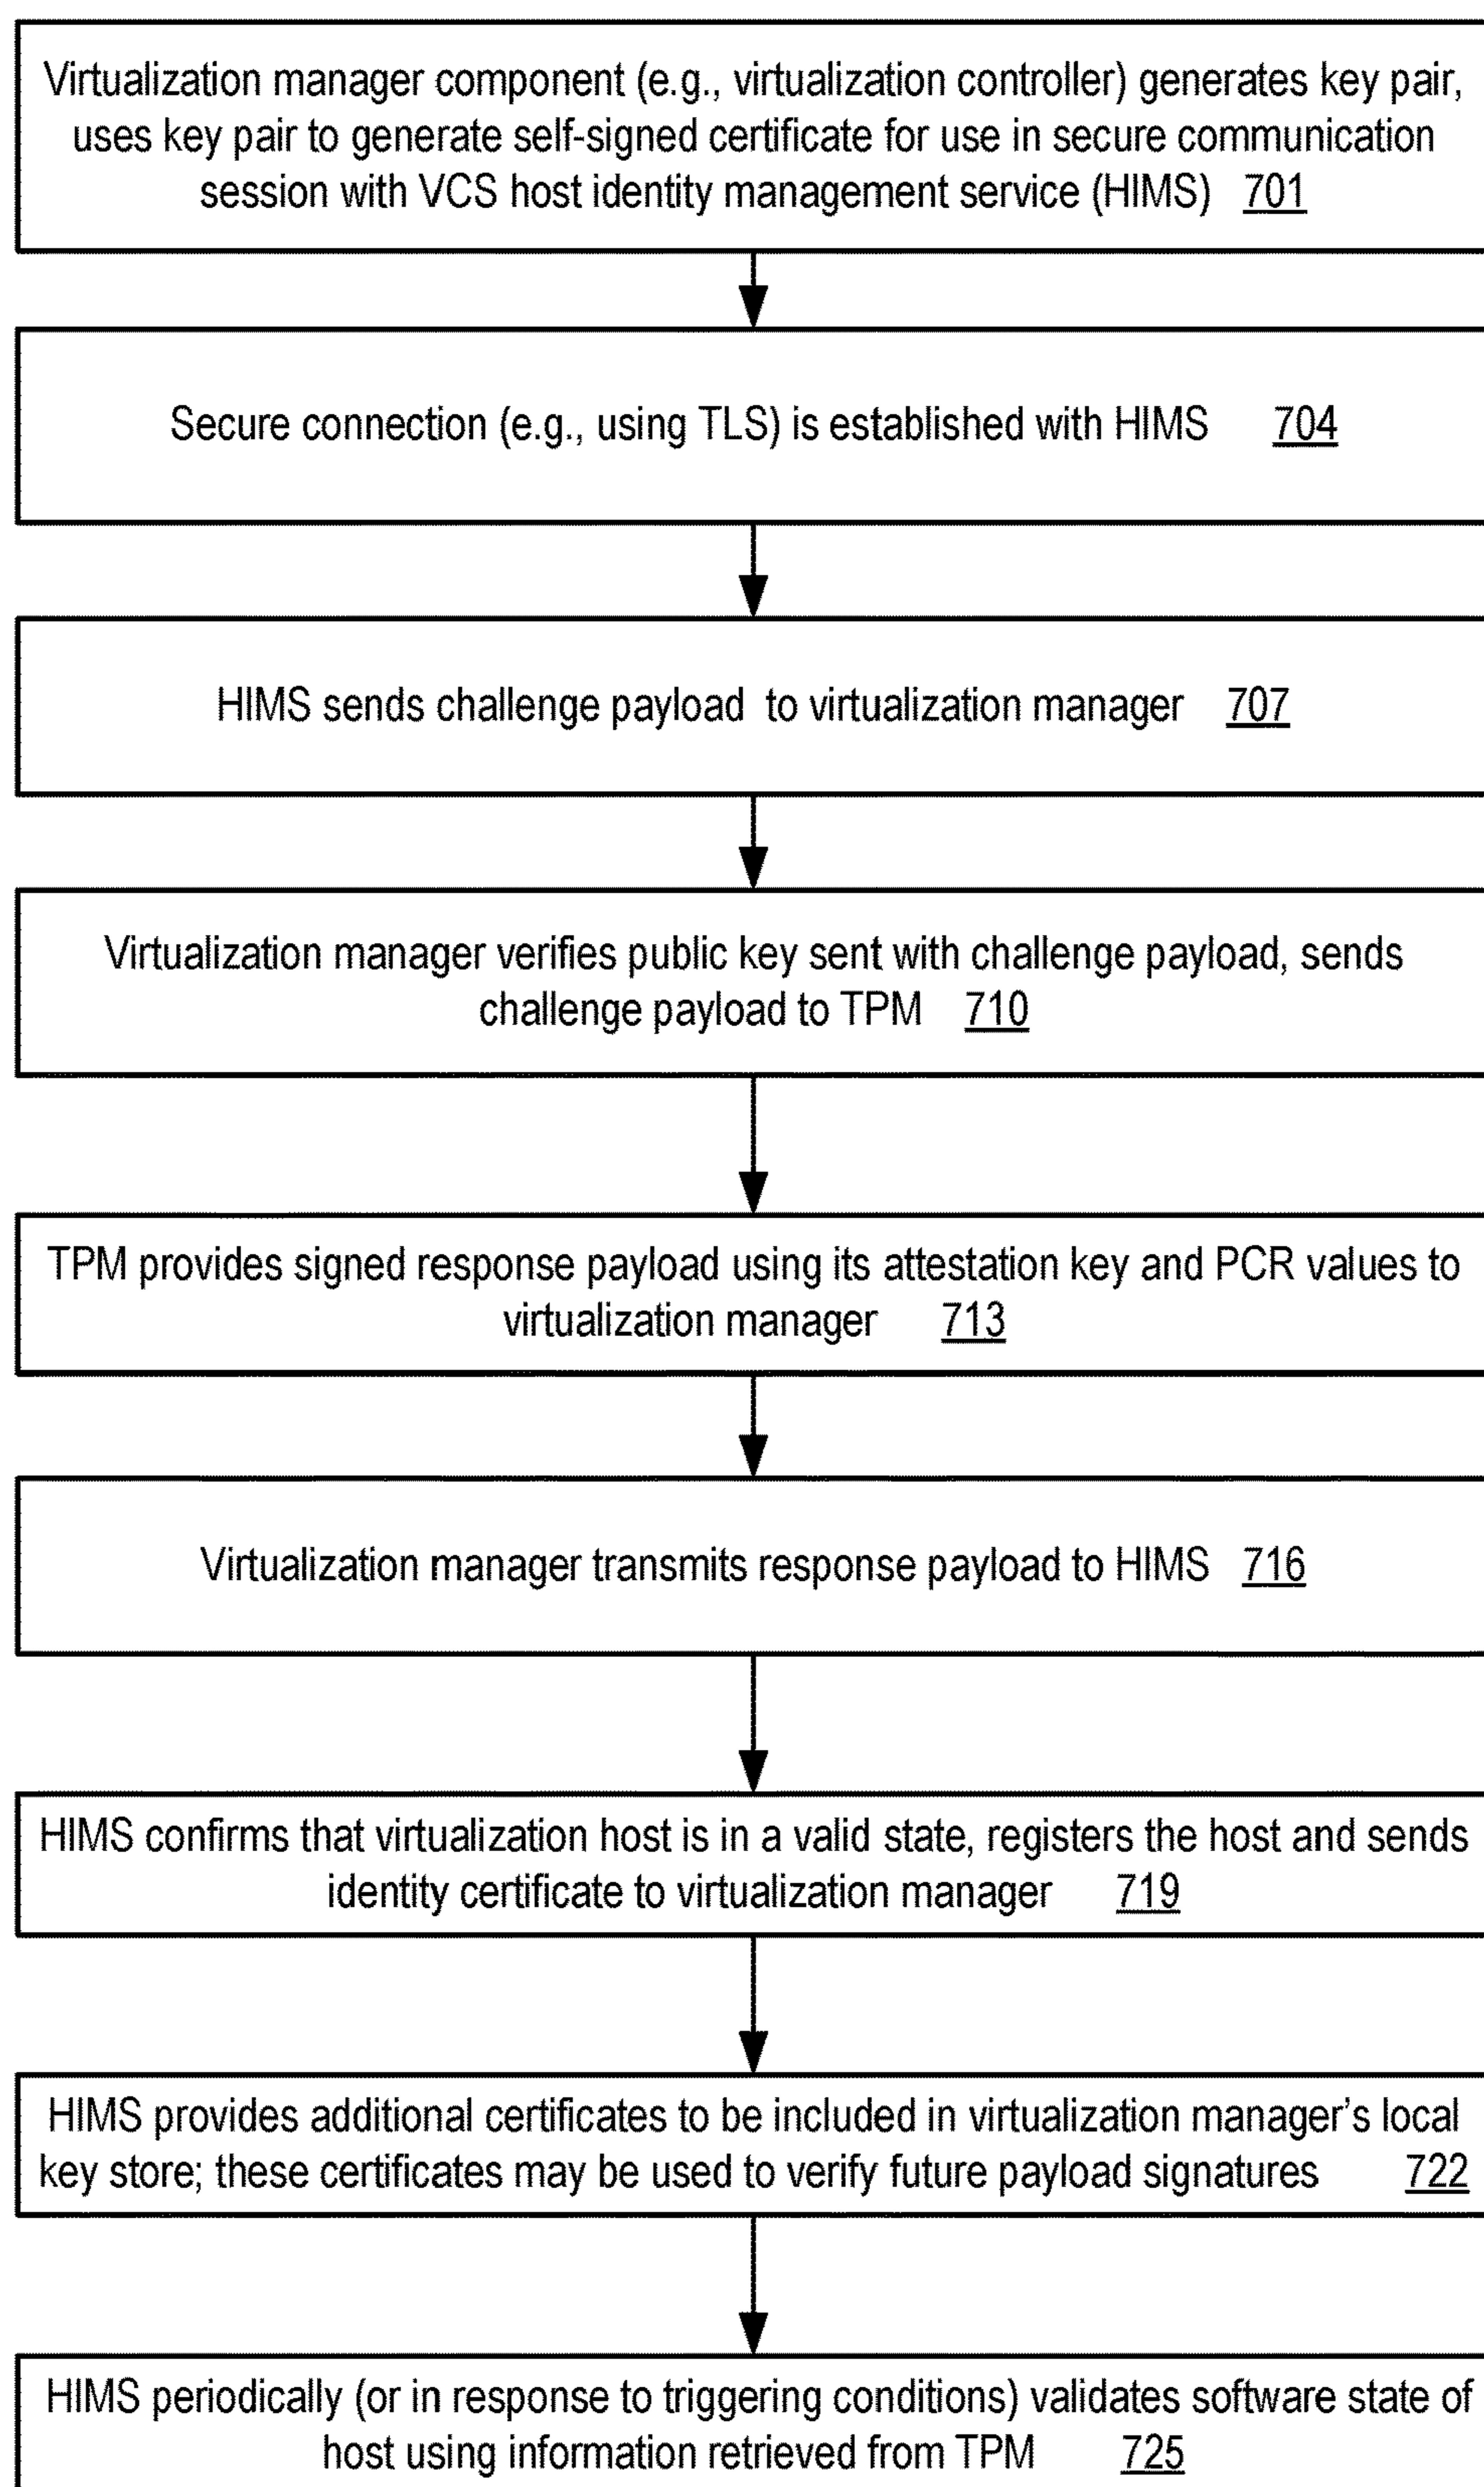 Virtualization manager component (e.g., virtualization controller) generates key pair,
uses key pair to generate self-signed certificate for use in secure communication
session with VCS host identity management service (HIMS) 701
Secure connection (e.g., using TLS) is established with HIMS 704
HIMS sends challenge payload to virtualization manager 707
Virtualization manager verifies public key sent with challenge payload, sends
challenge payload to TPM 710
TPM provides signed response payload using its attestation key and PCR values to
virtualization manager 713
Virtualization manager transmits response payload to HIMS 716
HIMS confirms that virtualization host is in a valid state, registers the host and sends
identity certificate to virtualization manager 719
HIMS provides additional certificates to be included in virtualization manager's local
key store; these certificates may be used to verify future payload signatures 722
HIMS periodically (or in response to triggering conditions) validates software state of
host using information retrieved from TPM 725